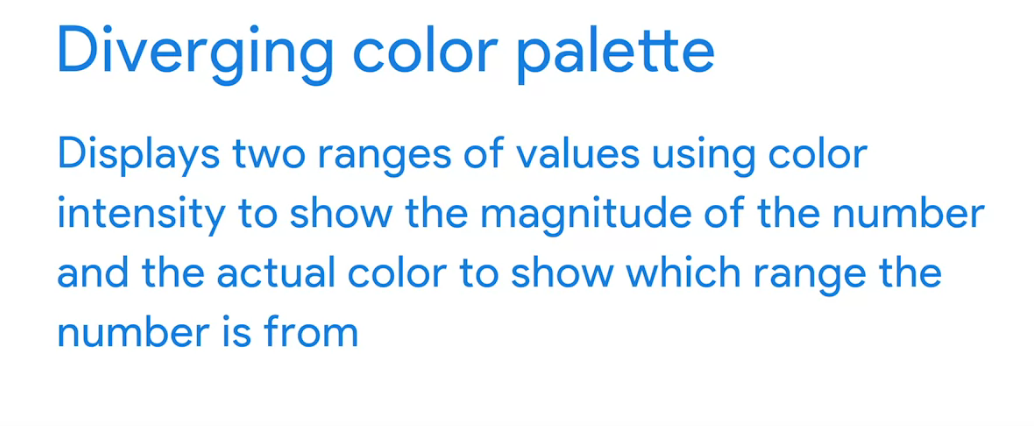 Diverging color palette
Displays two ranges of values using color
intensity to show the magnitude of the number
and the actual color to show which range the
number is from